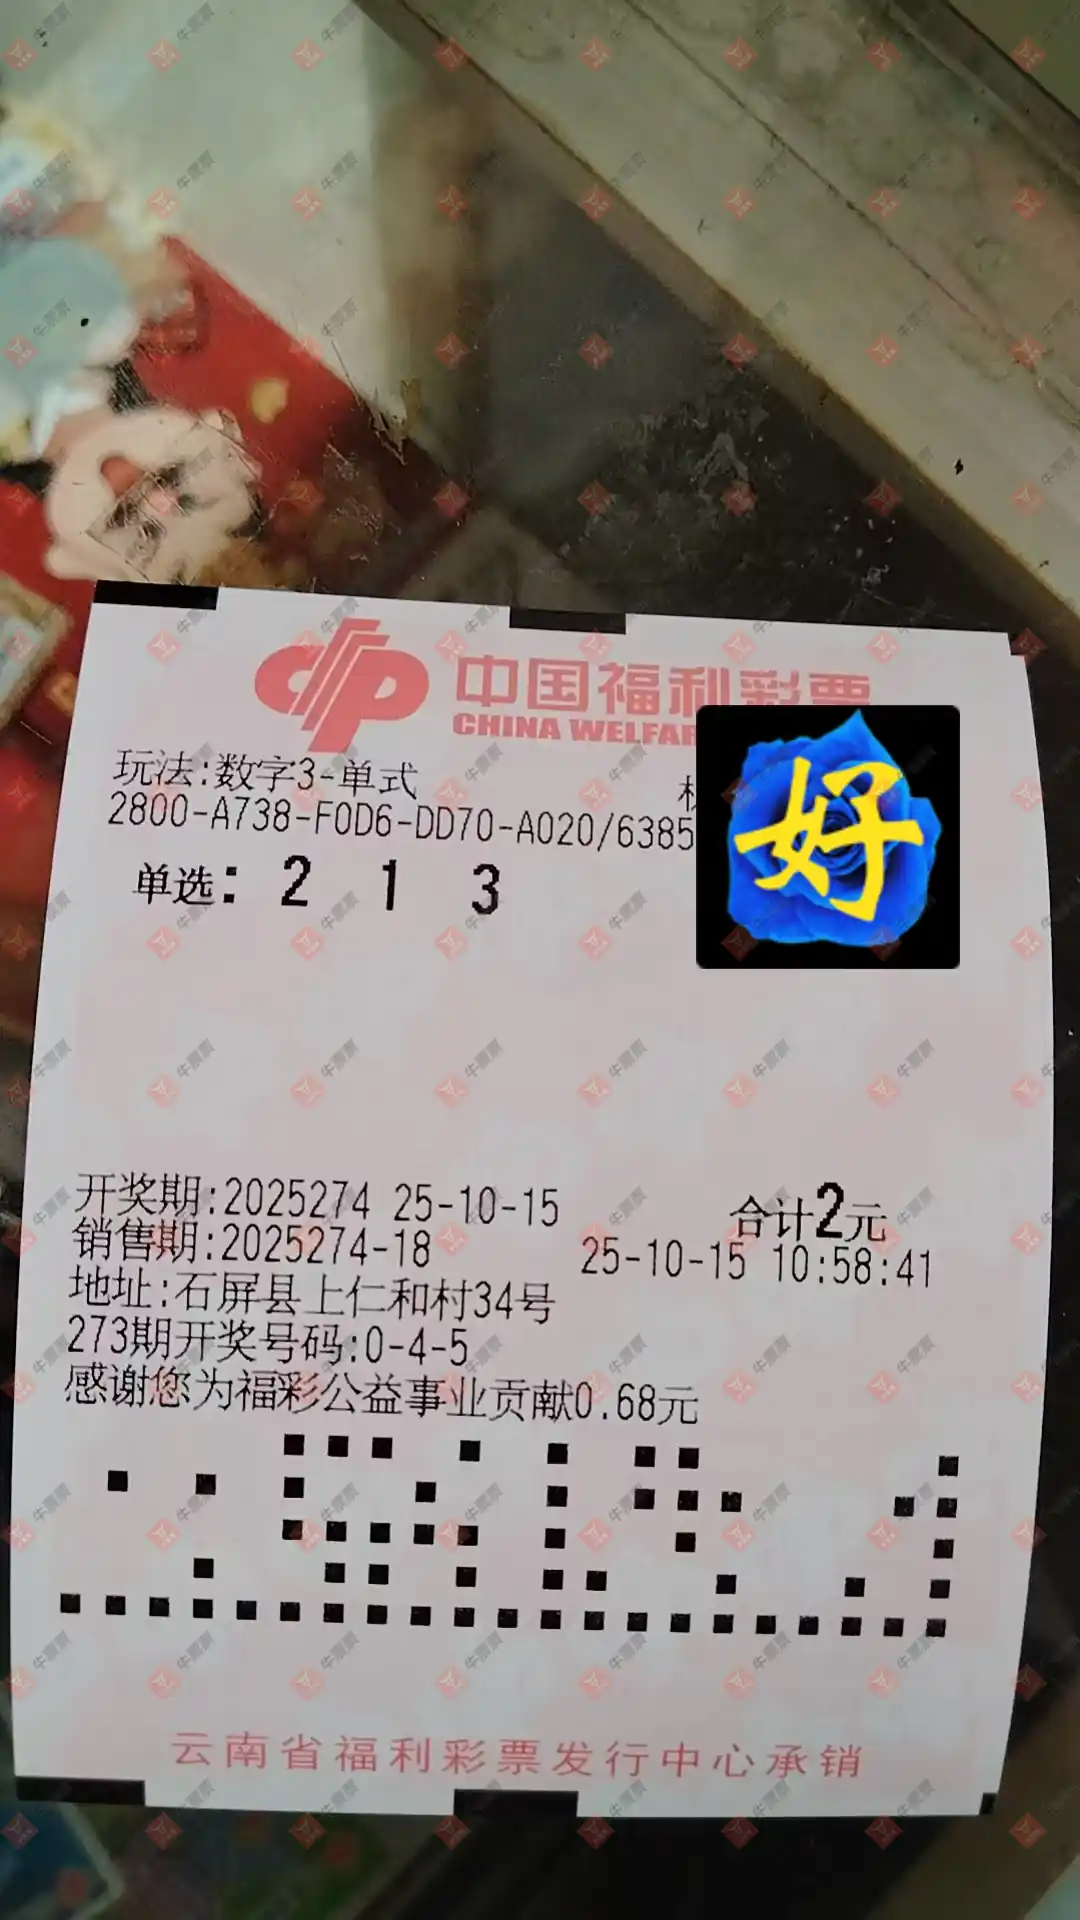 中国福利彩票
CHINA WELFAR
玩法:数字3-单式
2800-A738-F0D6-DD70-A020/6385
好
单选: 2 1 3
开奖期:2025274 25-10-15 合计2元
销售期:2025274-18 25-10-15 10:58:41
地址:石屏县上仁和村34号
273期开奖号码:0-4-5
感谢您为福彩公益事业贡献0.68元
云南省福利彩票发行中心承销
牛票票